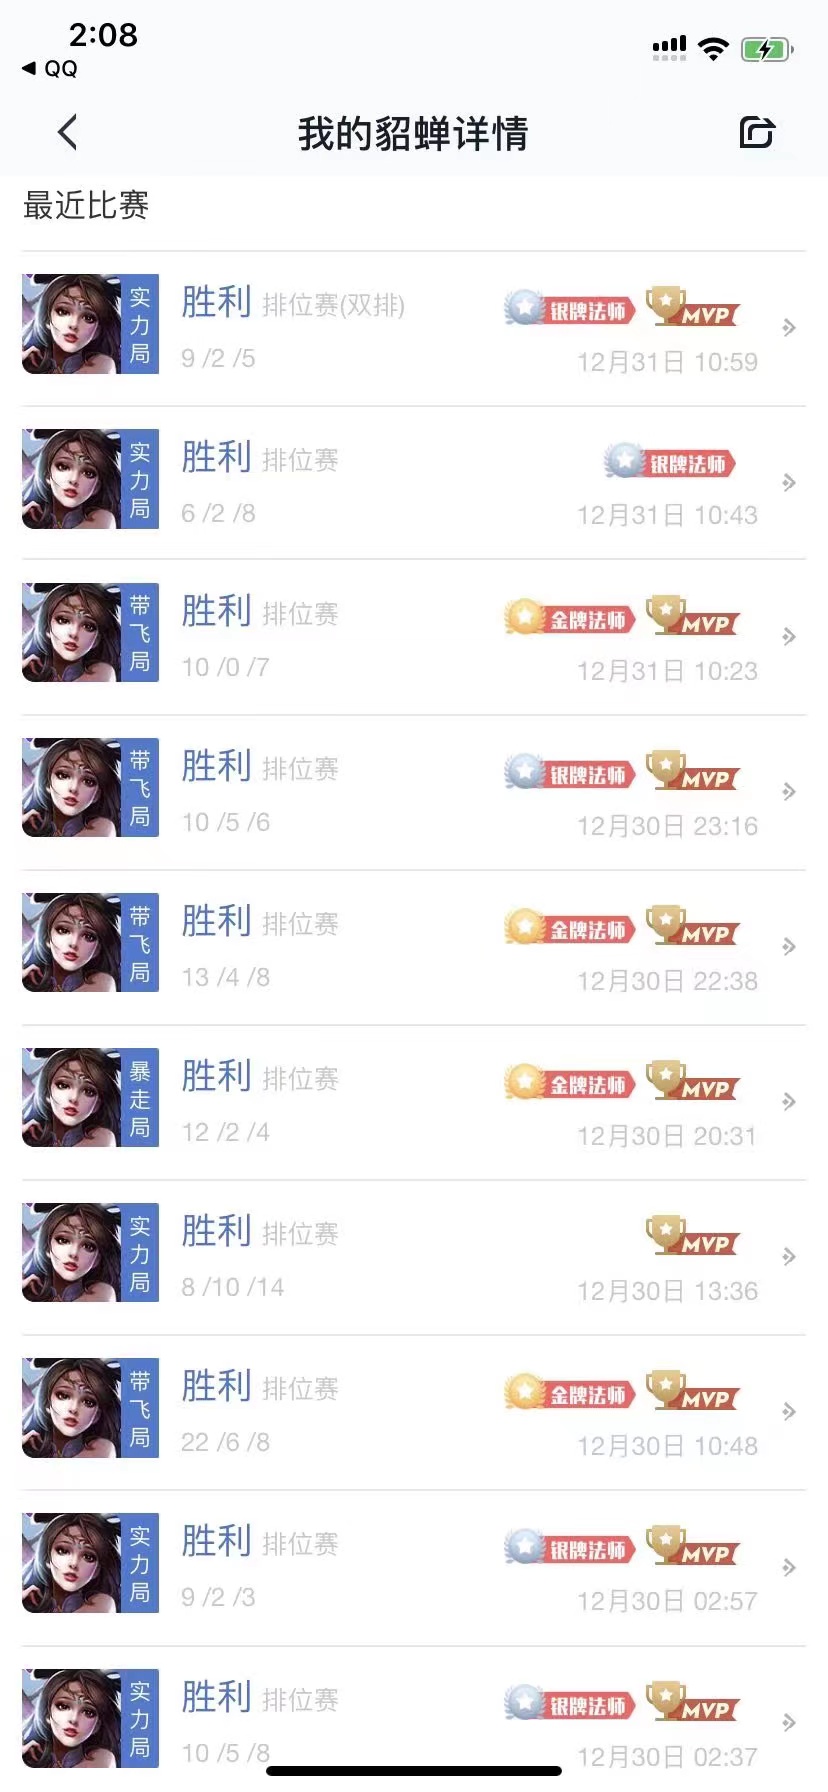 2:08
QQ
我的貂蝉详情
最近比赛
实力局
胜利 排位赛(双排)
银牌法师 MVP
9 /2 /5
12月31日 10:59
实力局
胜利 排位赛
银牌法师
6 /2 /8
12月31日 10:43
带飞局
胜利 排位赛
金牌法师 MVP
10 /0 /7
12月31日 10:23
带飞局
胜利 排位赛
银牌法师 MVP
10 /5 /6
12月30日 23:16
带飞局
胜利 排位赛
金牌法师 MVP
13 /4 /8
12月30日 22:38
暴走局
胜利 排位赛
金牌法师 MVP
12 /2 /4
12月30日 20:31
实力局
胜利 排位赛
MVP
8 /10 /14
12月30日 13:36
带飞局
胜利 排位赛
金牌法师 MVP
22 /6 /8
12月30日 10:48
实力局
胜利 排位赛
银牌法师 MVP
9 /2 /3
12月30日 02:57
实力局
胜利 排位赛
银牌法师 MVP
10 /5 /8
12月30日 02:37